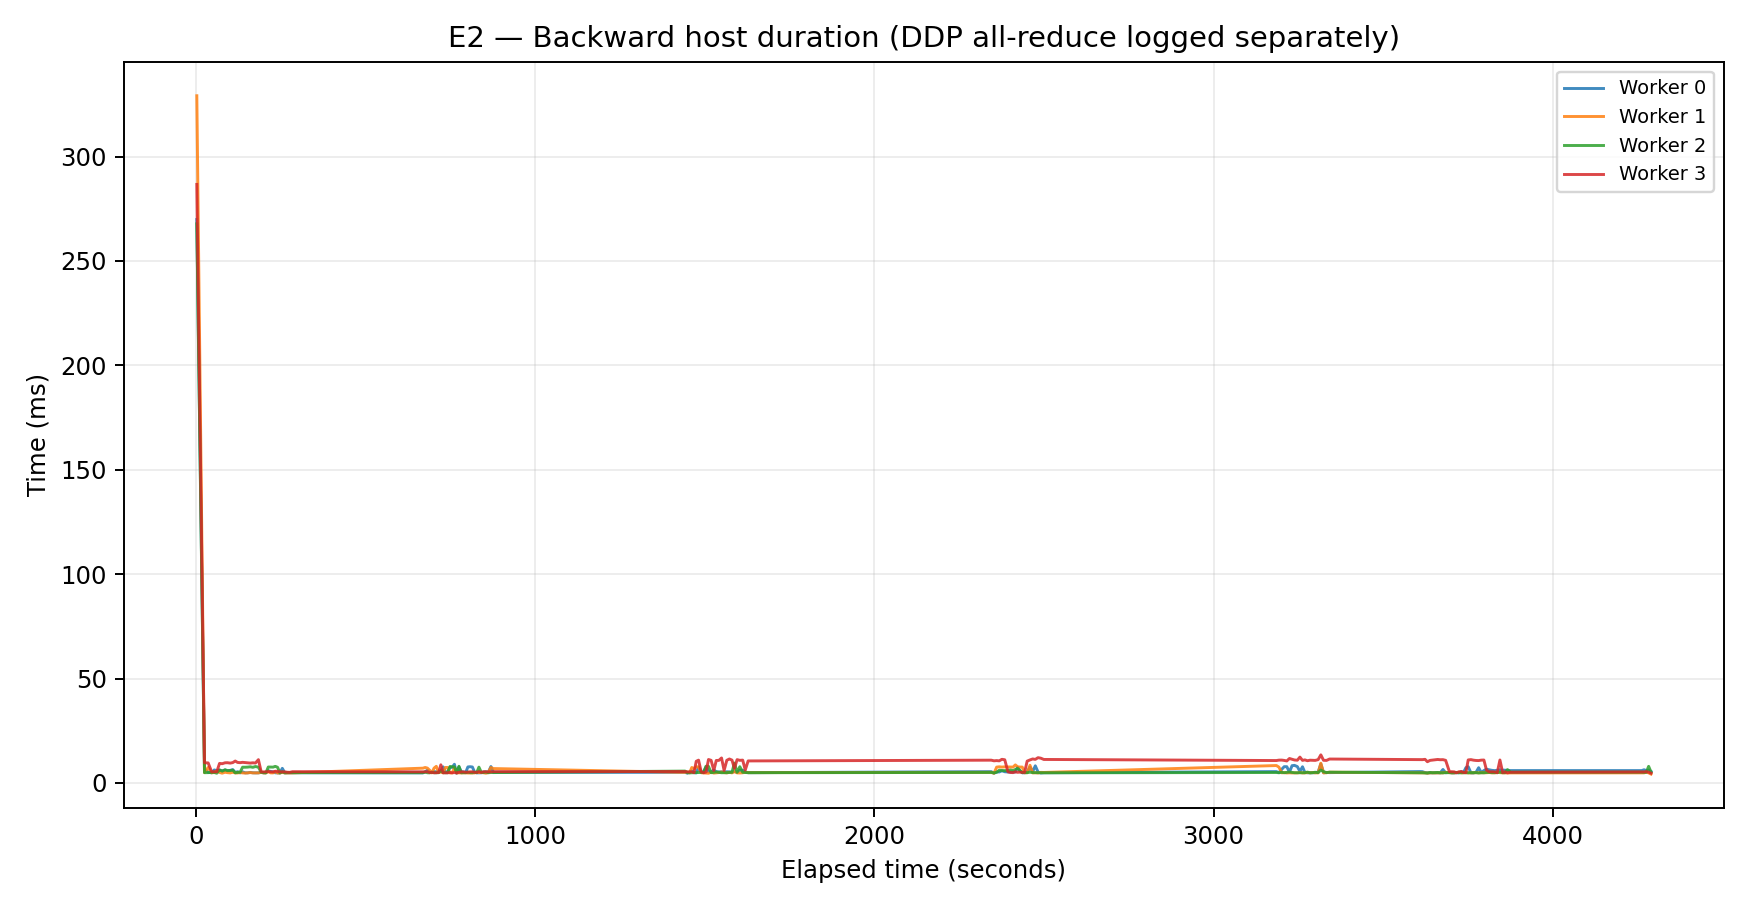 E2 — Backward host duration (DDP all-reduce logged separately)
Worker 0
Worker 1
Worker 2
Worker 3
Time (ms)
300
250
200
150
100
50
0
0 1000 2000 3000 4000
Elapsed time (seconds)